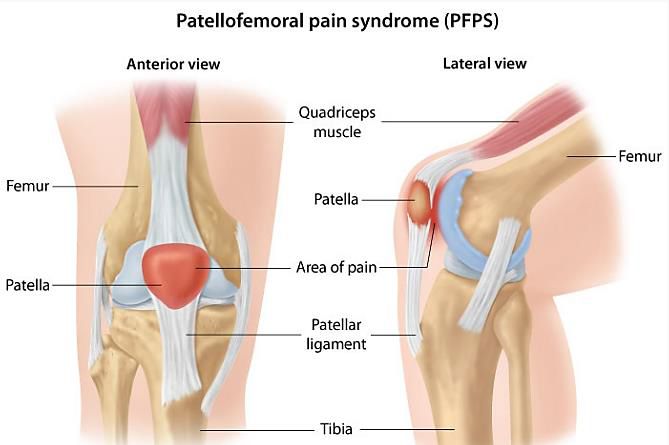 Patellofemoral pain syndrome (PFPS)
Anterior view
Lateral view
Quadriceps
muscle
Femur
Femur
Patella
Area of pain
Patella
Patellar
ligament
Tibia